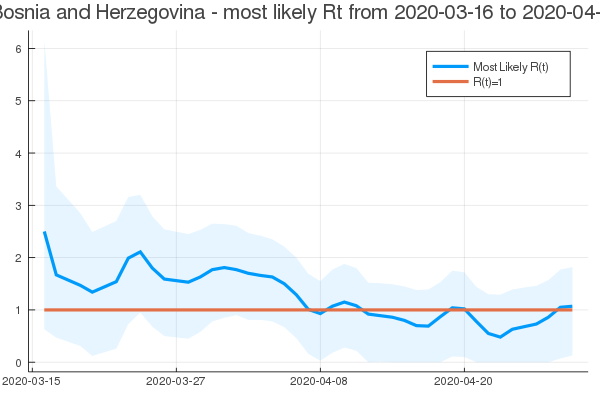 Bosnia and Herzegovina - most likely Rt from 2020-03-16 to 2020-04-
6
5
4
3
2
1
0
Most Likely R(t)
R(t)=1
2020-03-15 2020-03-27 2020-04-08 2020-04-20